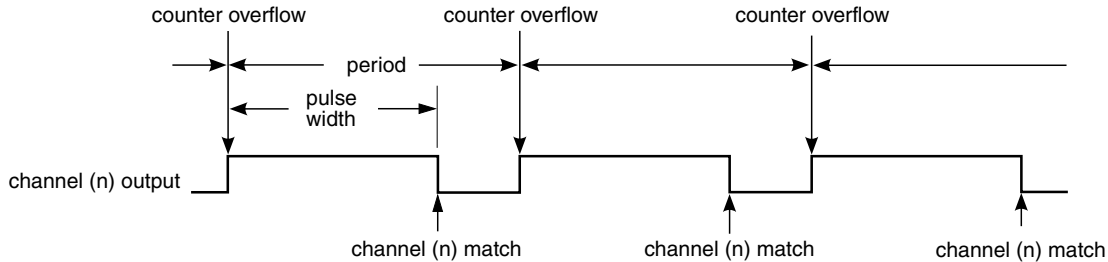 counter overflow
counter overflow
counter overflow
period
pulse
width
channel (n) output
channel (n) match
channel (n) match
channel (n) match